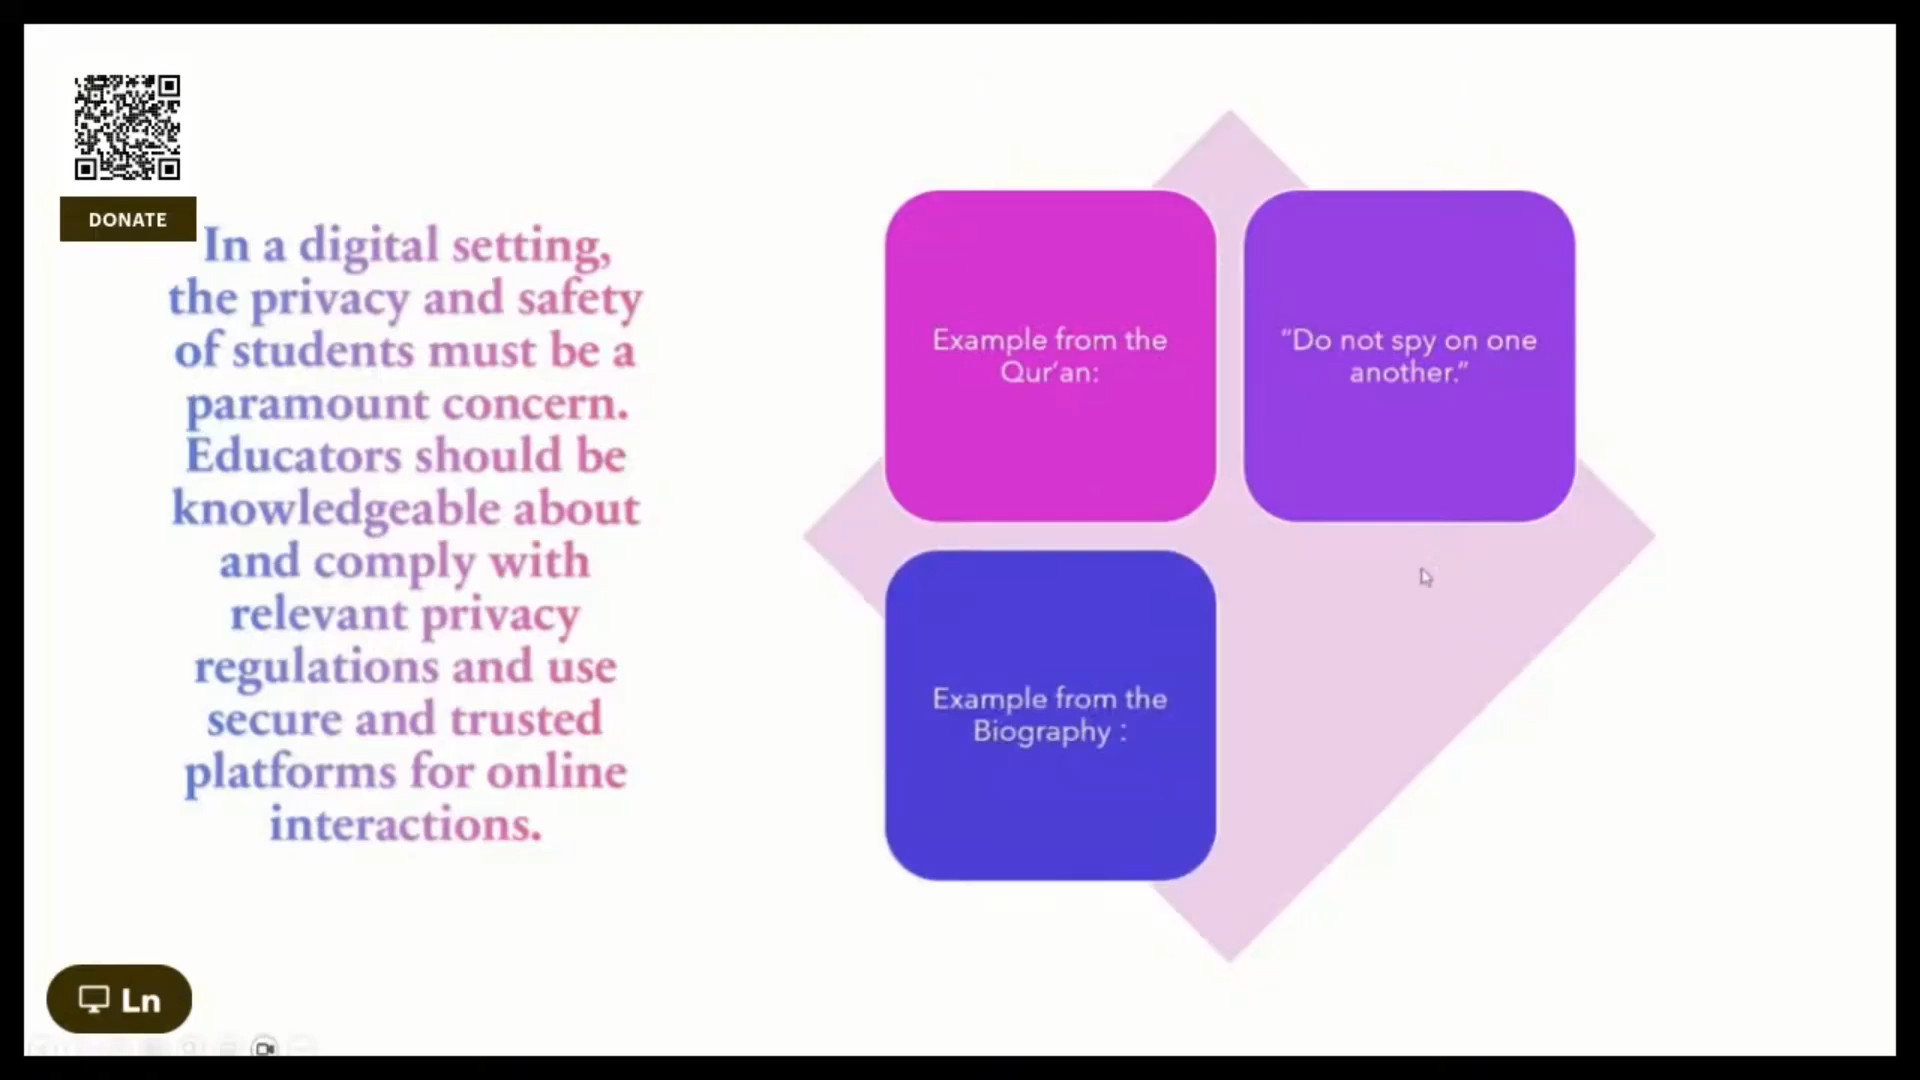 DONATE
In a digital setting,
the privacy and safety
of students must be a
paramount concern.
Educators should be
knowledgeable about
and comply with
relevant privacy
regulations and use
secure and trusted
platforms for online
interactions.
Example from the
Qur’an:
“Do not spy on one
another.”
Example from the
Biography :
Ln